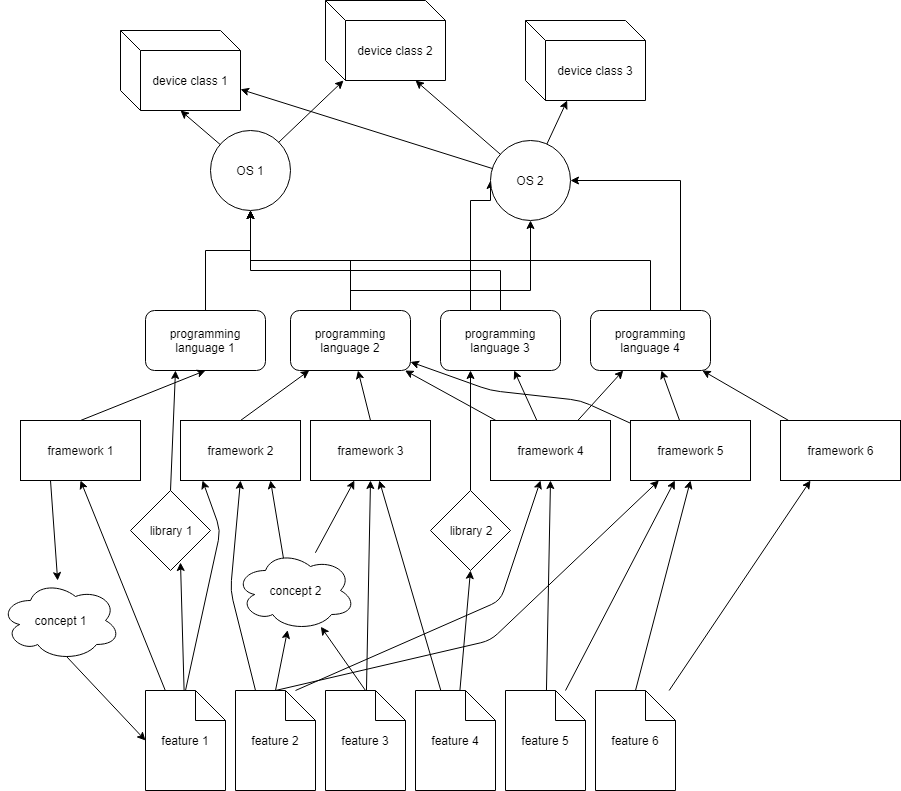 device class 1
device class 2
device class 3
OS 1
OS 2
programming
language 1
programming
language 2
programming
language 3
programming
language 4
framework 1
framework 2
framework 3
framework 4
framework 5
framework 6
library 1
library 2
concept 1
concept 2
feature 1
feature 2
feature 3
feature 4
feature 5
feature 6